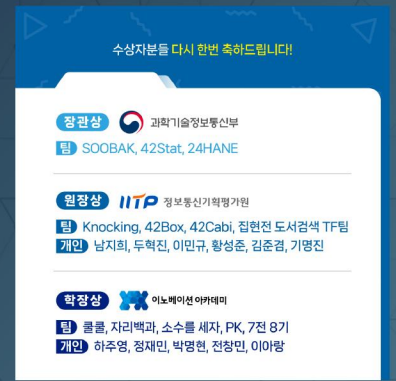 수상자분들 다시 한번 축하드립니다!
장관상 과학기술정보통신부
팀 SOOBAK, 42Stat, 24HANE
원장상 IITP 정보통신기획평가원
팀 Knocking, 42Box, 42Cabi, 집현전 도서검색 TF팀
개인 남지희, 두혁진, 이민규, 황성준, 김준겸, 기명진
학장상 이노베이션 아카데미
팀 쿨쿨, 자리백과, 소수를 세자, PK, 7전 8기
개인 하주영, 정재민, 박명현, 전창민, 이아랑